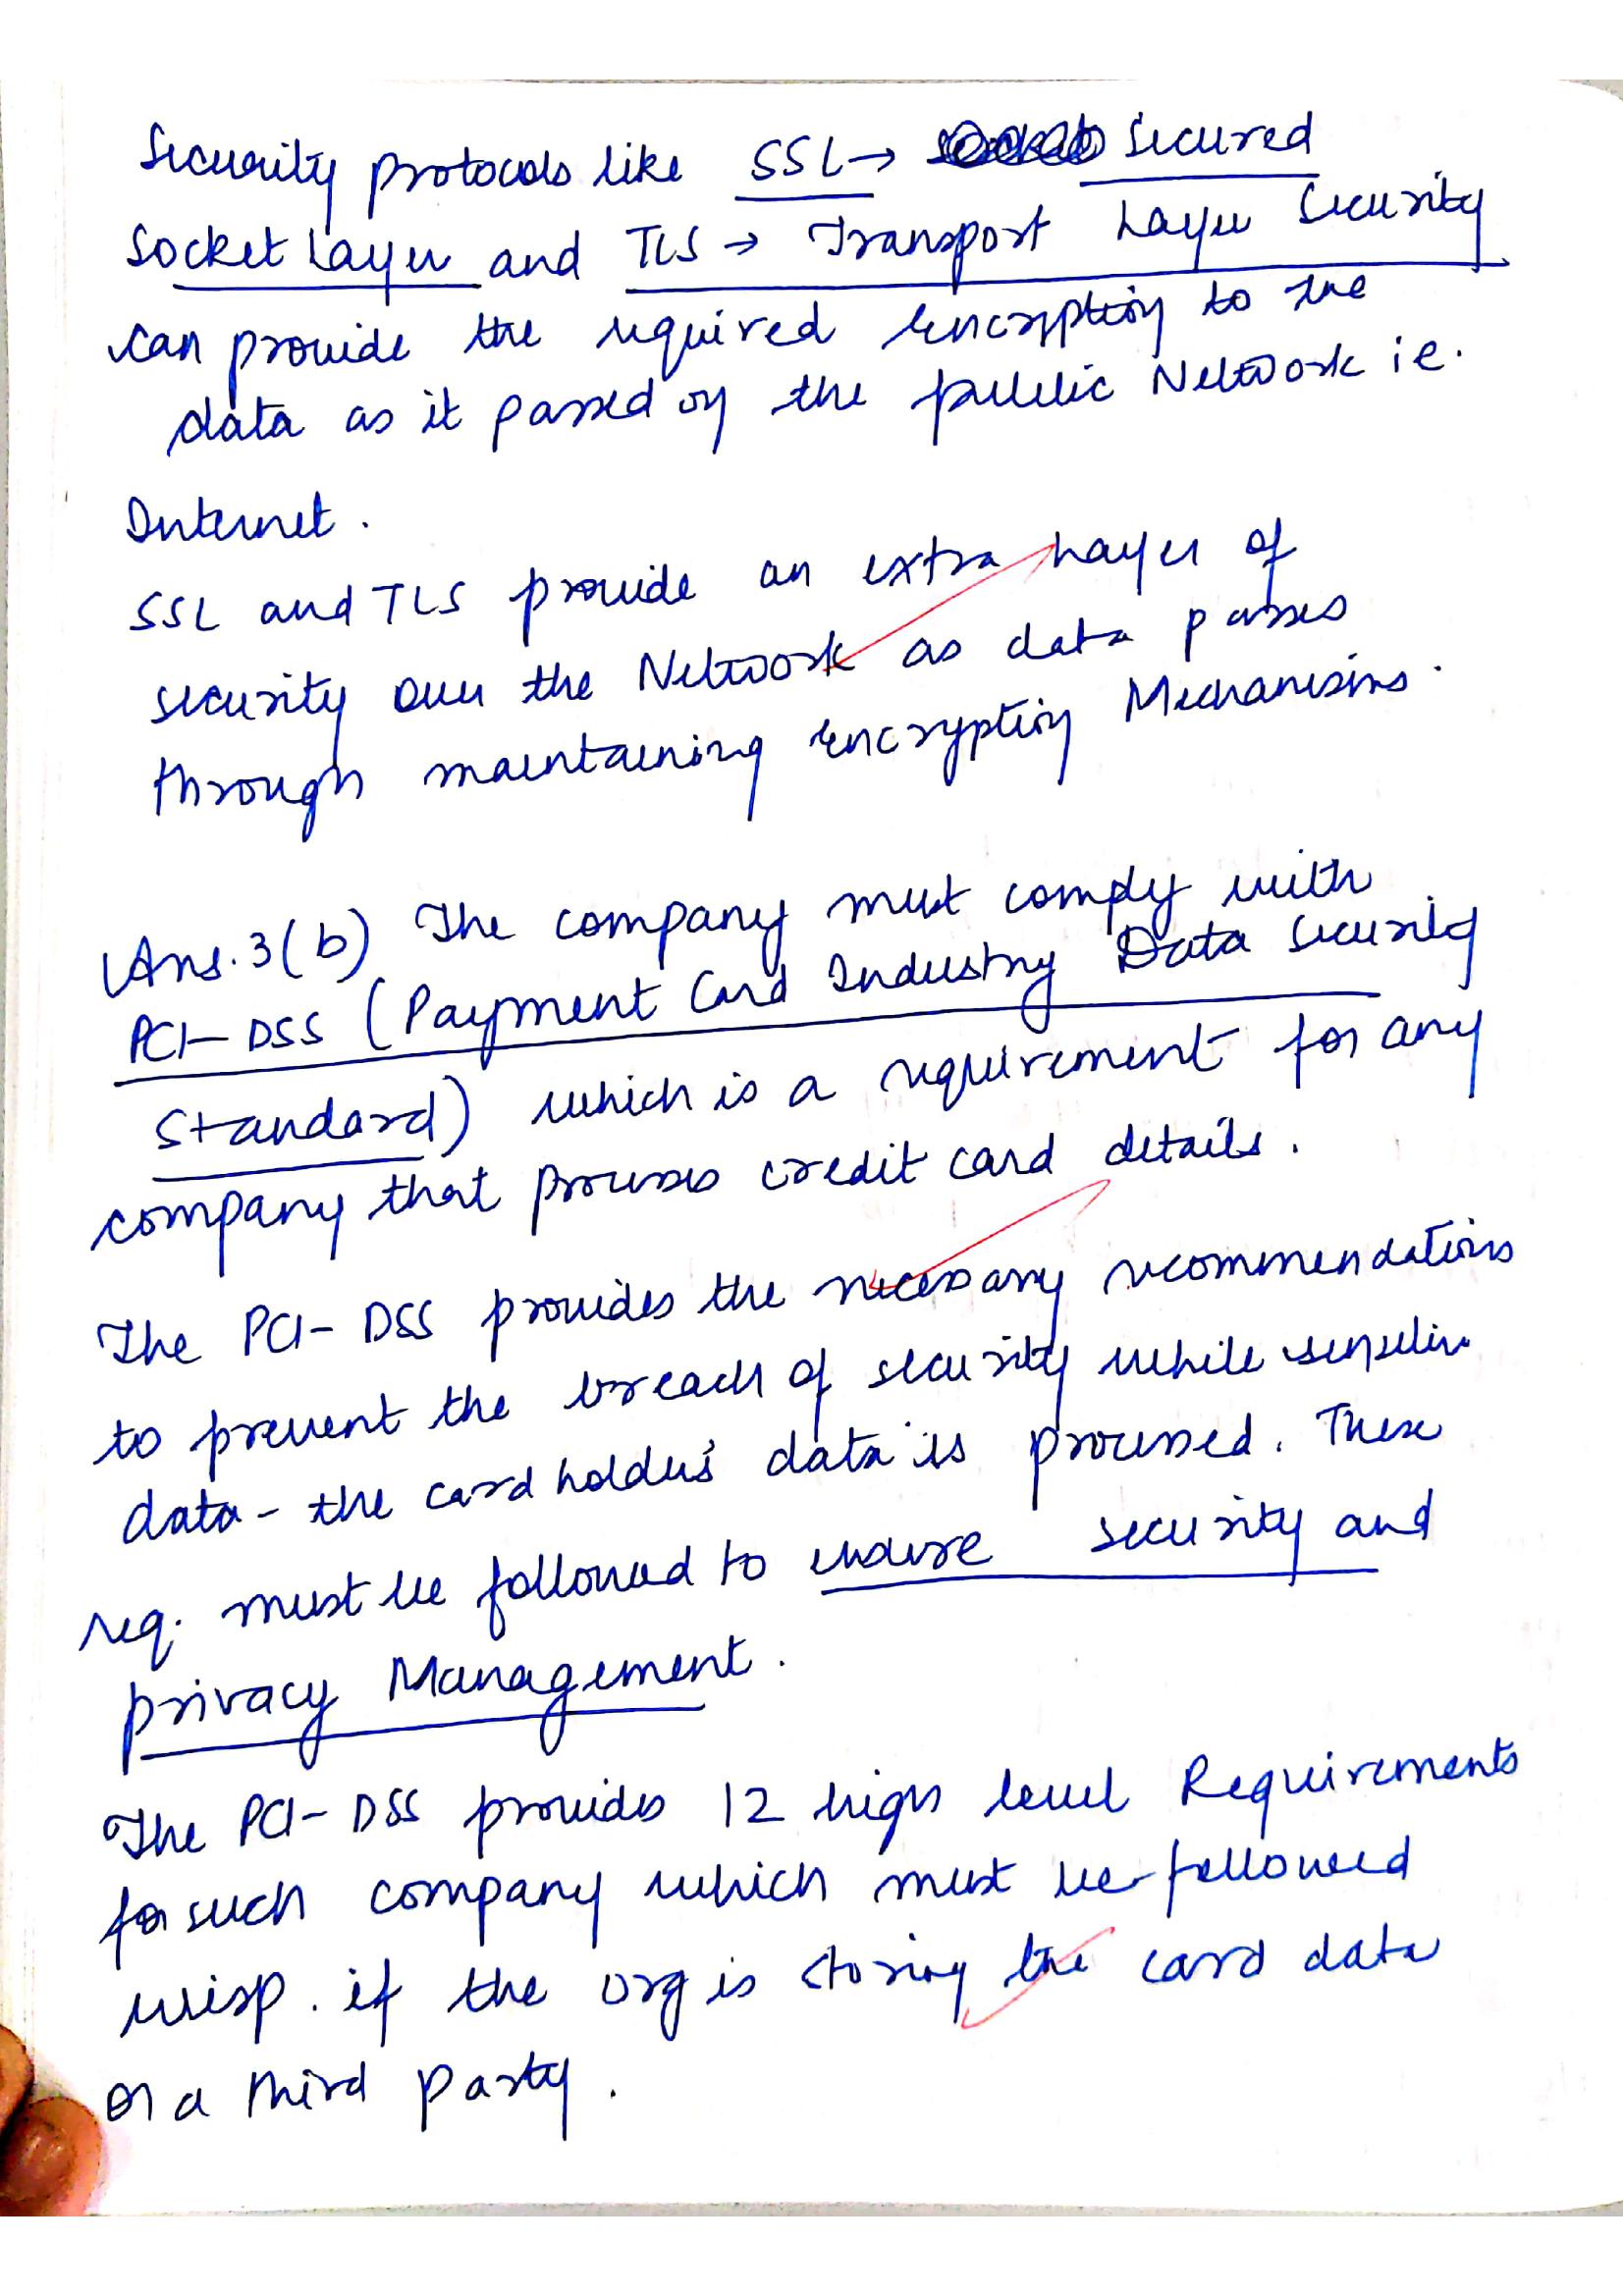 Security protocols like SSL → Secured
Socket Layer and TLS → Transport Layer Security
can provide the required encryption to the
data as it passed on the public Network ie.
Internet.
SSL and TLS provide an extra Layer of
security over the Network as data passes
through maintaining encryption Mechanisms.
Ans. 3(b) The company must comply with
PCI-DSS (Payment Card Industry Data Security
Standard) which is a requirement for any
company that processes credit card details.
The PCI-DSS provides the necessary recommendations
to prevent the breach of security while sensitive
data - the card holders' data is processed. These
req. must be followed to ensure security and
privacy Management.
The PCI-DSS provides 12 high level Requirements
for such company which must be followed
irrisp. if the org is storing the card data
or a third party.